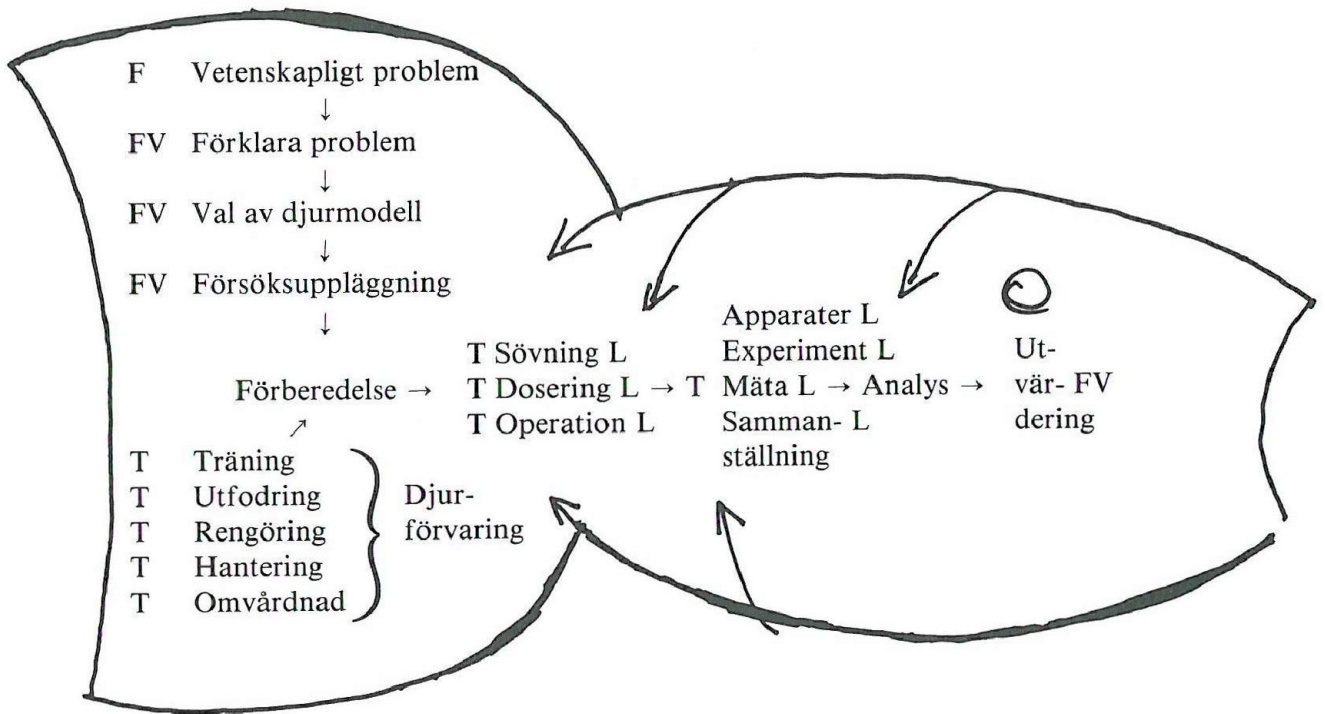 F Vetenskapligt problem
↓
FV Förklara problem
↓
FV Val av djurmodell
↓
FV Försöksuppläggning
↓
Förberedelse →
T Sövning L
T Dosering L → T
T Operation L
Apparater L
Experiment L
Mäta L → Analys →
Samman- L
ställning
Ut-
vär- FV
dering
↗
T Träning
T Utfodring
T Rengöring
T Hantering
T Omvårdnad
Djur-
förvaring